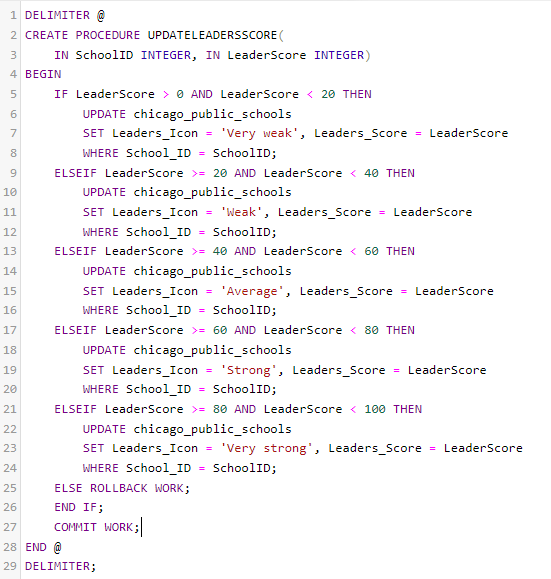 1 DELIMITER @
2 CREATE PROCEDURE UPDATELEADERSSCORE(
3     IN SchoolID INTEGER, IN LeaderScore INTEGER)
4 BEGIN
5     IF LeaderScore > 0 AND LeaderScore < 20 THEN
6         UPDATE chicago_public_schools
7         SET Leaders_Icon = 'Very weak', Leaders_Score = LeaderScore
8         WHERE School_ID = SchoolID;
9     ELSEIF LeaderScore >= 20 AND LeaderScore < 40 THEN
10         UPDATE chicago_public_schools
11         SET Leaders_Icon = 'Weak', Leaders_Score = LeaderScore
12         WHERE School_ID = SchoolID;
13     ELSEIF LeaderScore >= 40 AND LeaderScore < 60 THEN
14         UPDATE chicago_public_schools
15         SET Leaders_Icon = 'Average', Leaders_Score = LeaderScore
16         WHERE School_ID = SchoolID;
17     ELSEIF LeaderScore >= 60 AND LeaderScore < 80 THEN
18         UPDATE chicago_public_schools
19         SET Leaders_Icon = 'Strong', Leaders_Score = LeaderScore
20         WHERE School_ID = SchoolID;
21     ELSEIF LeaderScore >= 80 AND LeaderScore < 100 THEN
22         UPDATE chicago_public_schools
23         SET Leaders_Icon = 'Very strong', Leaders_Score = LeaderScore
24         WHERE School_ID = SchoolID;
25     ELSE ROLLBACK WORK;
26     END IF;
27     COMMIT WORK;
28 END @
29 DELIMITER;